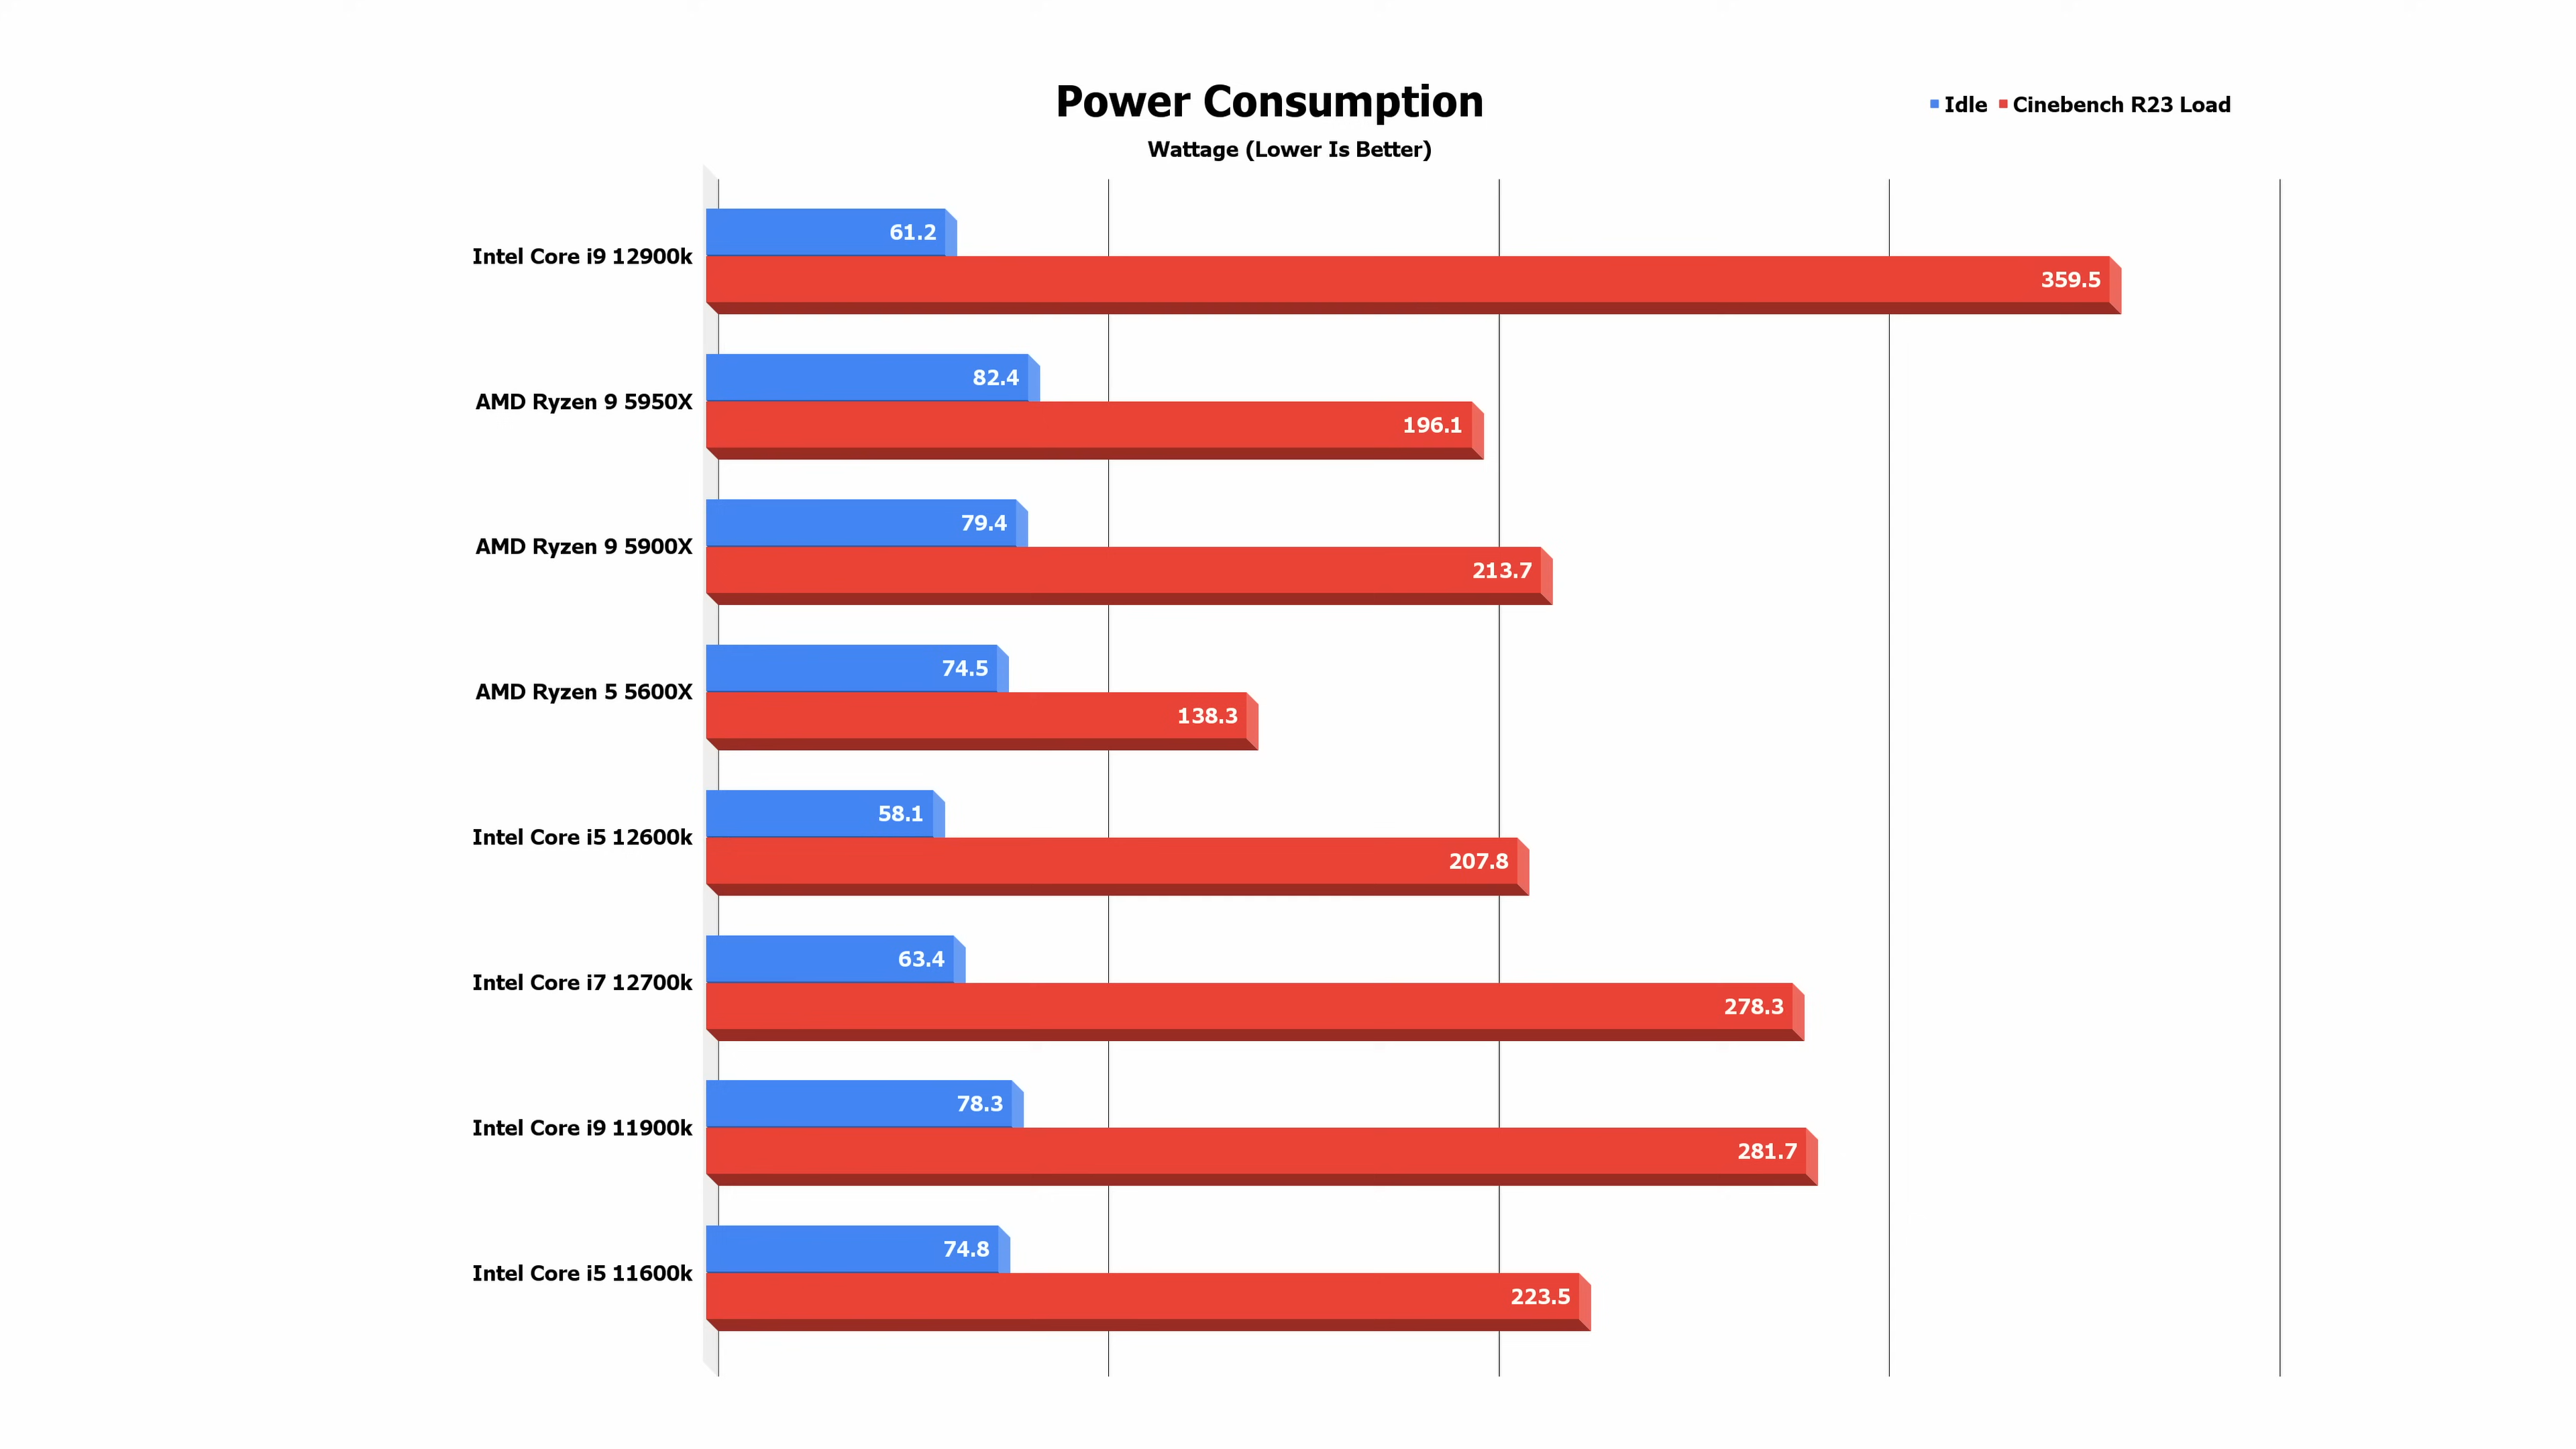 Power Consumption
Idle Cinebench R23 Load
Wattage (Lower Is Better)
61.2
Intel Core i9 12900k
359.5
82.4
AMD Ryzen 9 5950X
196.1
79.4
AMD Ryzen 9 5900X
213.7
74.5
AMD Ryzen 5 5600X
138.3
58.1
Intel Core i5 12600k
207.8
63.4
Intel Core i7 12700k
278.3
78.3
Intel Core i9 11900k
281.7
74.8
Intel Core i5 11600k
223.5